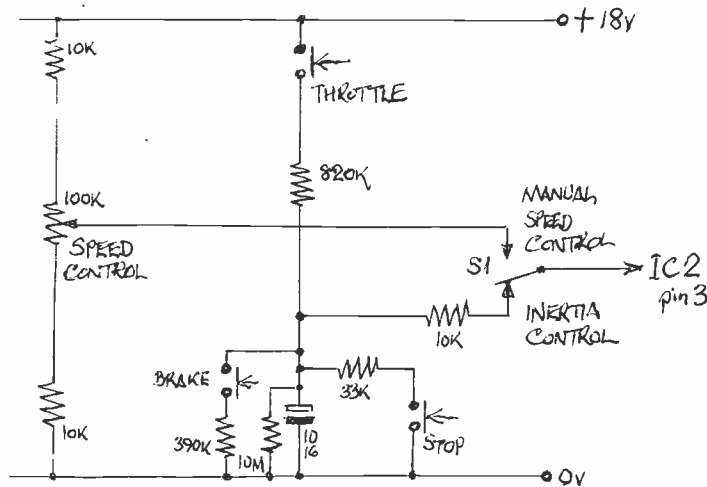 +18v
10K
THROTTLE
820K
100K
SPEED
CONTROL
MANUAL
SPEED
CONTROL
S1
IC2
pin 3
INERTIA
CONTROL
10K
BRAKE
33K
10K
390K
10M
10
16
STOP
0v